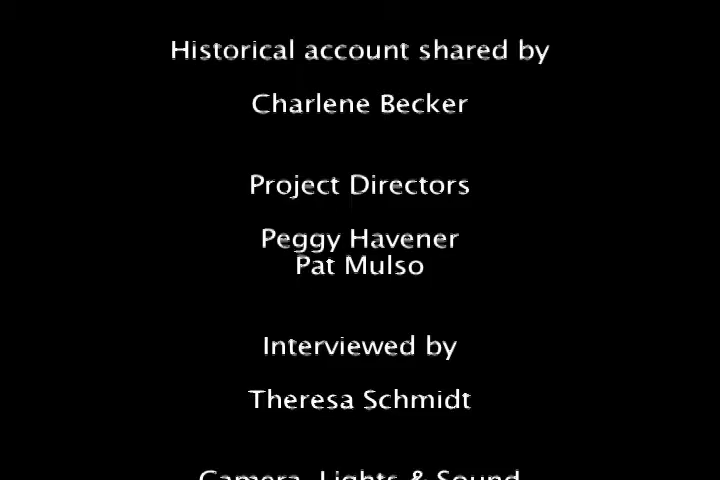 Historical account shared by
Charlene Becker
Project Directors
Peggy Havener
Pat Mulso
Interviewed by
Theresa Schmidt
Camera, Lights & Sound